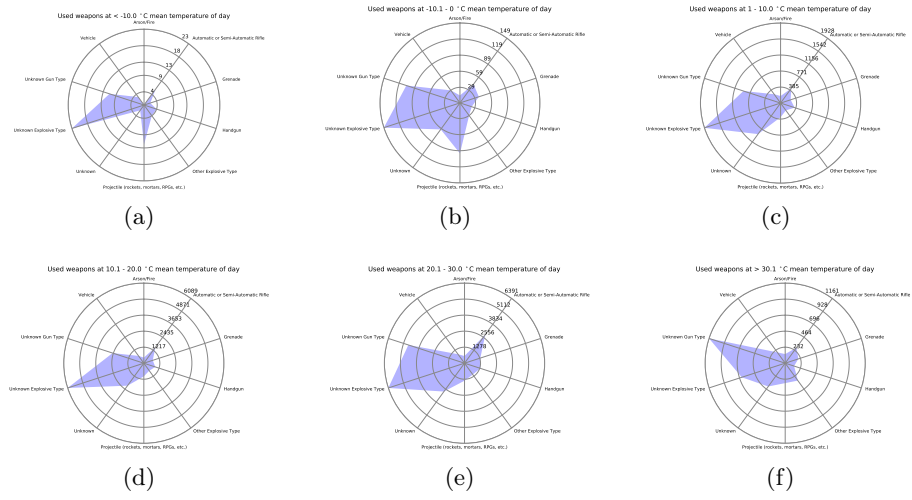 Used weapons at < -10.0 °C mean temperature of day
Arson/Fire
Vehicle
23
Automatic or Semi-Automatic Rifle
18
13
Unknown Gun Type
9
Grenade
4
Unknown Explosive Type
Handgun
Unknown
Other Explosive Type
Projectile (rockets, mortars, RPGs, etc.)
(a)
Used weapons at -10.1 - 0 °C mean temperature of day
Arson/Fire
Vehicle
149
Automatic or Semi-Automatic Rifle
119
89
Unknown Gun Type
59
Grenade
29
Unknown Explosive Type
Handgun
Unknown
Other Explosive Type
Projectile (rockets, mortars, RPGs, etc.)
(b)
Used weapons at 1 - 10.0 °C mean temperature of day
Arson/Fire
Vehicle
1928
Automatic or Semi-Automatic Rifle
1542
1156
Unknown Gun Type
771
Grenade
385
Unknown Explosive Type
Handgun
Unknown
Other Explosive Type
Projectile (rockets, mortars, RPGs, etc.)
(c)
Used weapons at 10.1 - 20.0 °C mean temperature of day
Arson/Fire
Vehicle
6089
Automatic or Semi-Automatic Rifle
4871
3653
Unknown Gun Type
2435
Grenade
1217
Unknown Explosive Type
Handgun
Unknown
Other Explosive Type
Projectile (rockets, mortars, RPGs, etc.)
(d)
Used weapons at 20.1 - 30.0 °C mean temperature of day
Arson/Fire
Vehicle
6391
Automatic or Semi-Automatic Rifle
5112
3834
Unknown Gun Type
2556
Grenade
1278
Unknown Explosive Type
Handgun
Unknown
Other Explosive Type
Projectile (rockets, mortars, RPGs, etc.)
(e)
Used weapons at > 30.1 °C mean temperature of day
Arson/Fire
Vehicle
1161
Automatic or Semi-Automatic Rifle
928
696
Unknown Gun Type
464
Grenade
232
Unknown Explosive Type
Handgun
Unknown
Other Explosive Type
Projectile (rockets, mortars, RPGs, etc.)
(f)